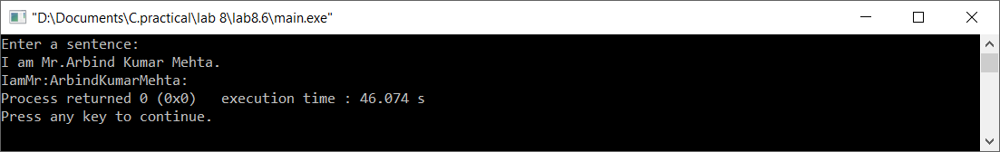 "D:\Documents\C.practical\lab 8\lab8.6\main.exe"
Enter a sentence:
I am Mr.Arbind Kumar Mehta.
IamMr:ArbindKumarMehta:
Process returned 0 (0x0)   execution time : 46.074 s
Press any key to continue.